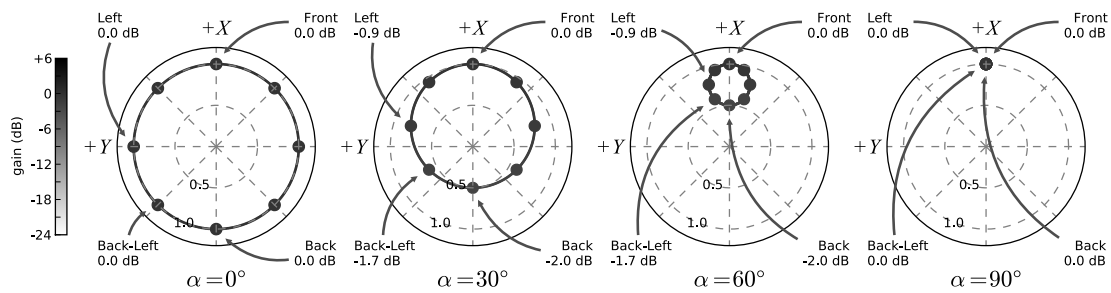 +6
0
-6
-12
-18
-24
gain (dB)
Left
0.0 dB
+X
Front
0.0 dB
+Y
0.5
1.0
Back-Left
0.0 dB
Back
0.0 dB
α=0°
Left
-0.9 dB
+X
Front
0.0 dB
+Y
0.5
1.0
Back-Left
-1.7 dB
Back
-2.0 dB
α=30°
Left
-0.9 dB
+X
Front
0.0 dB
+Y
0.5
1.0
Back-Left
-1.7 dB
Back
-2.0 dB
α=60°
Left
0.0 dB
+X
Front
0.0 dB
+Y
0.5
1.0
Back-Left
0.0 dB
Back
0.0 dB
α=90°